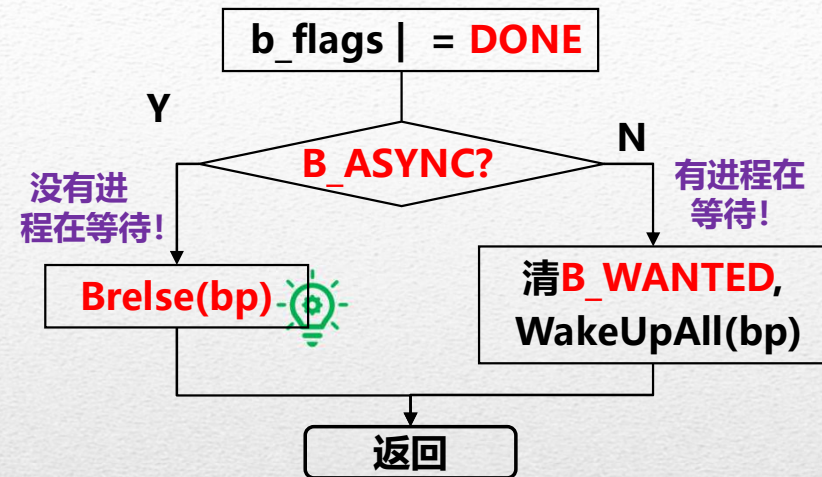 b_flags | = DONE
Y
B_ASYNC?
N
没有进
程在等待!
有进程在
等待!
Brelse(bp)
清B_WANTED,
WakeUpAll(bp)
返回